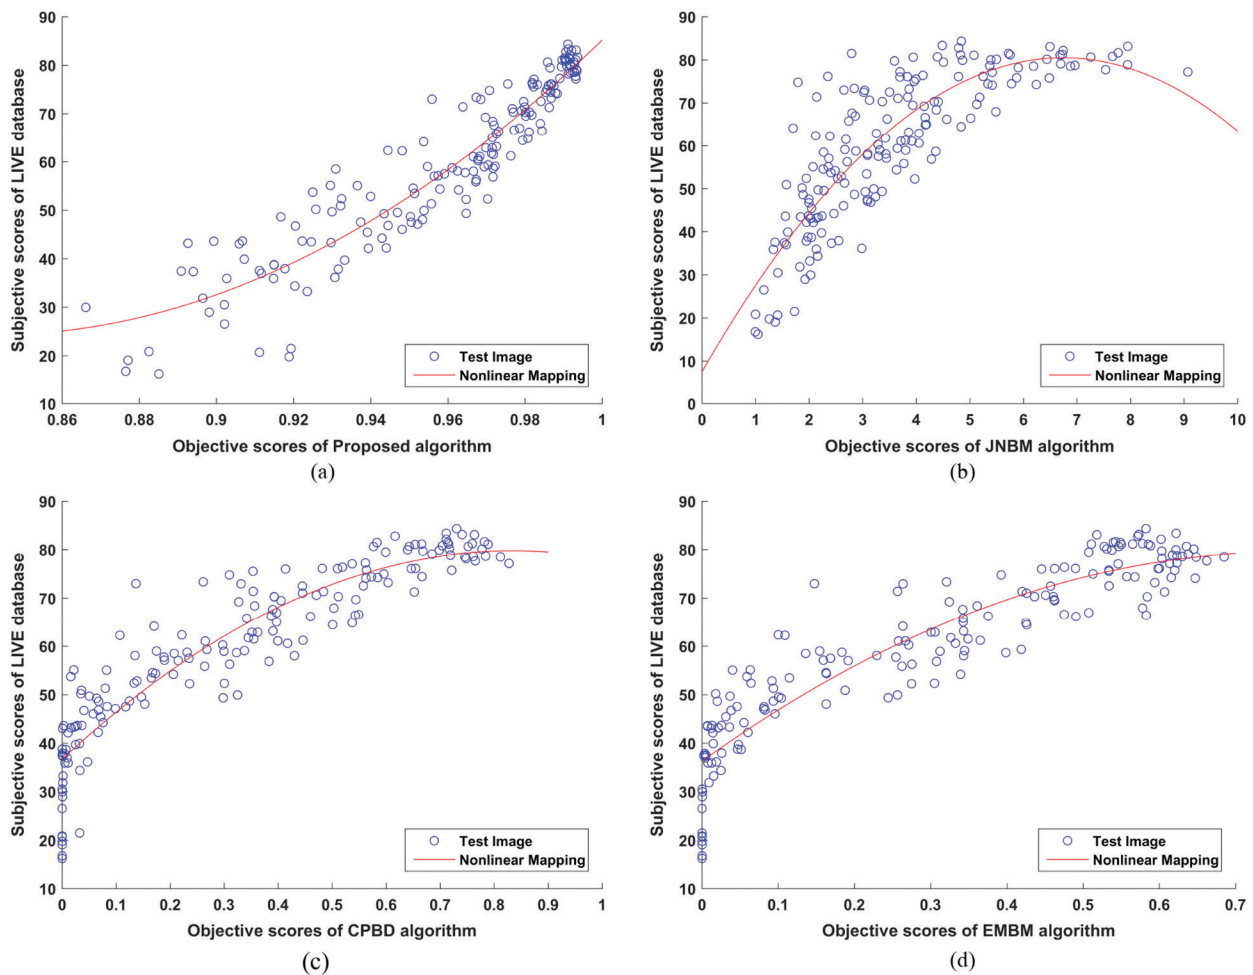 90
80
70
60
50
40
30
20
10
Subjective scores of LIVE database
Test Image
Nonlinear Mapping
0.86 0.88 0.9 0.92 0.94 0.96 0.98 1
Objective scores of Proposed algorithm
(a)
90
80
70
60
50
40
30
20
10
0
Subjective scores of LIVE database
Test Image
Nonlinear Mapping
0 1 2 3 4 5 6 7 8 9 10
Objective scores of JNBM algorithm
(b)
90
80
70
60
50
40
30
20
10
Subjective scores of LIVE database
Test Image
Nonlinear Mapping
0 0.1 0.2 0.3 0.4 0.5 0.6 0.7 0.8 0.9 1
Objective scores of CPBD algorithm
(c)
90
80
70
60
50
40
30
20
10
Subjective scores of LIVE database
Test Image
Nonlinear Mapping
0 0.1 0.2 0.3 0.4 0.5 0.6 0.7
Objective scores of EMBM algorithm
(d)